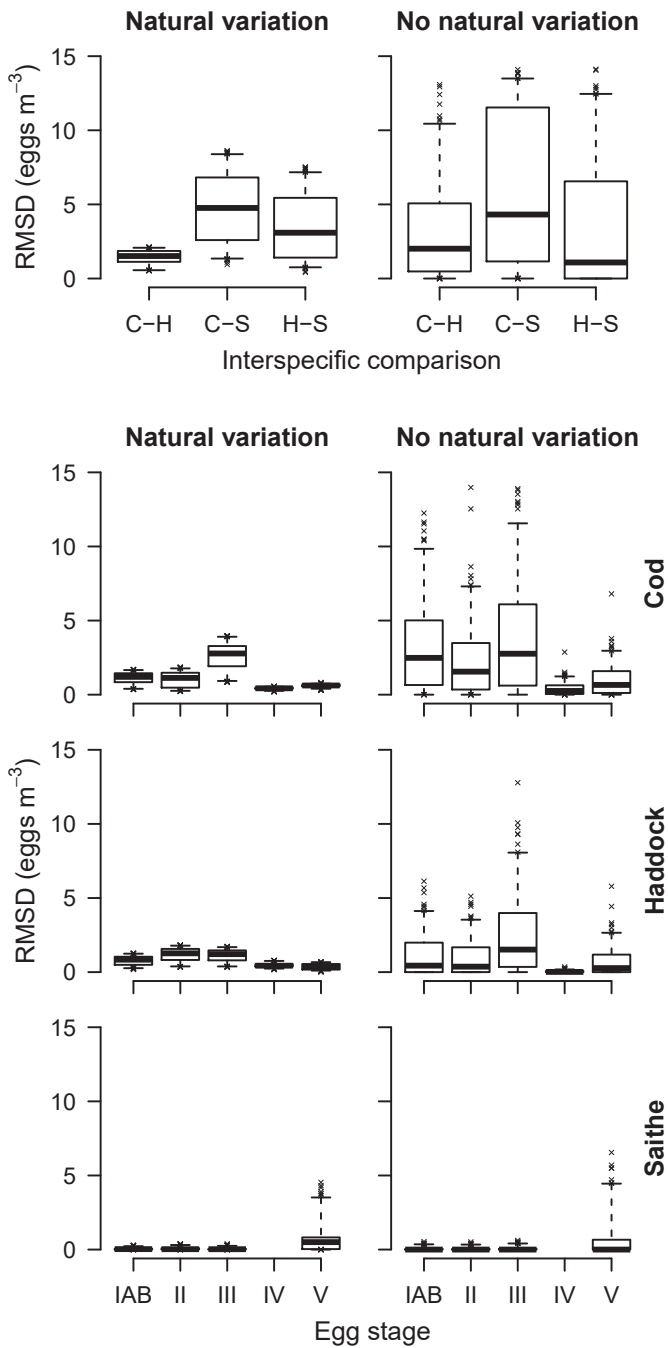 Natural variation No natural variation
RMSD (eggs m⁻³)
15
10
5
0
C−H C−S H−S C−H C−S H−S
Interspecific comparison
Natural variation No natural variation
15
10
5
0
Cod
RMSD (eggs m⁻³)
15
10
5
0
Haddock
15
10
5
0
Saithe
IAB II III IV V IAB II III IV V
Egg stage